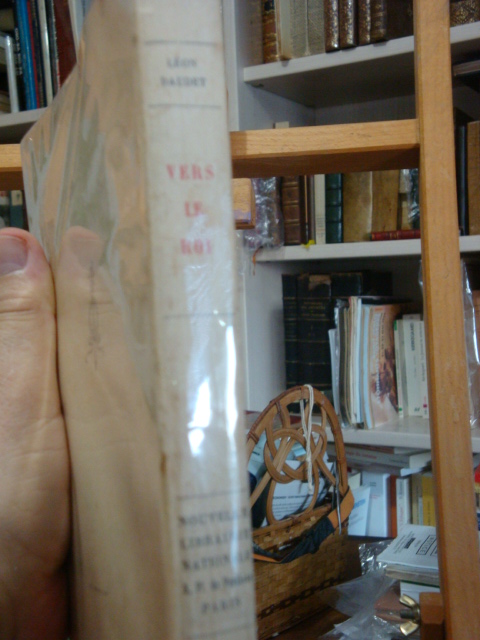 LÉON
DAUDET
VERS
LE
ROI
NOUVELLE
LIBRAIRIE
NATIONALE
PARIS